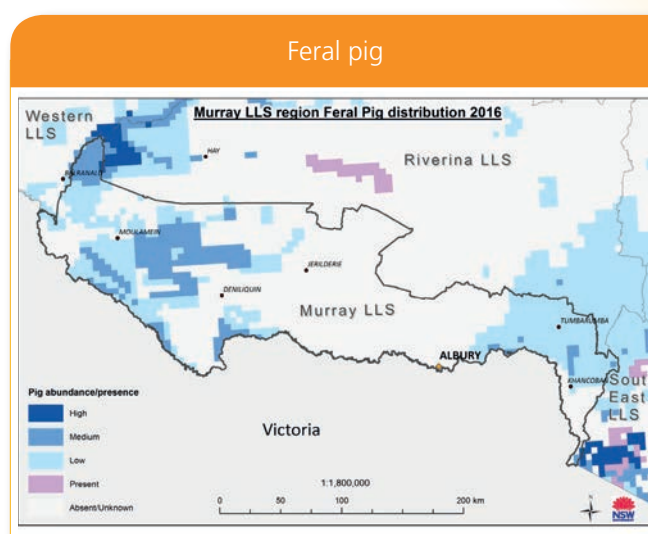 Feral pig
Murray LLS region Feral Pig distribution 2016
Western
LLS
HAY
Riverina LLS
BALRANALD
MOULAMEIN
JERILDERIE
DENILIQUIN
Murray LLS
TUMBARUMBA
ALBURY
KHANCOBAN
South
East
LLS
Pig abundance/presence
High
Medium
Low
Present
Absent/Unknown
Victoria
1:1,800,000
0 50 100 200 km
N
NSW